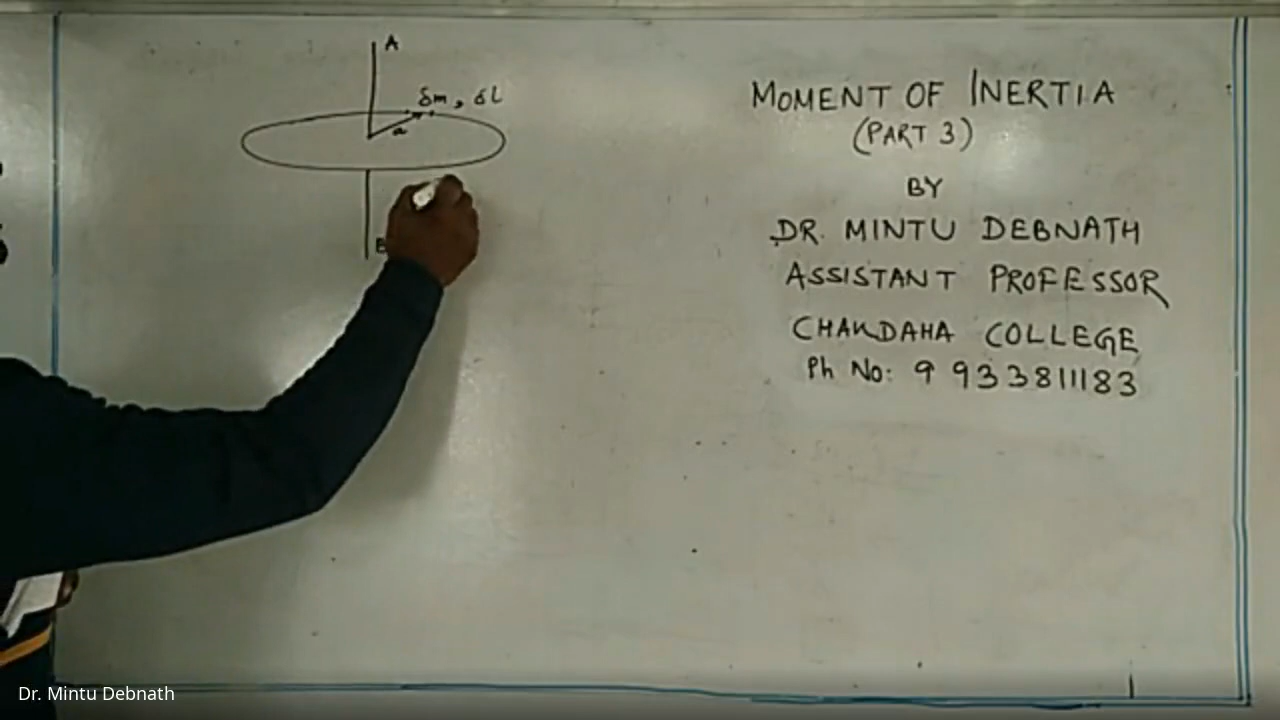 A
δm, δl
a
B
MOMENT OF INERTIA
(PART 3)
BY
DR. MINTU DEBNATH
ASSISTANT PROFESSOR
CHAKDAHA COLLEGE
Ph No: 9933811183
Dr. Mintu Debnath